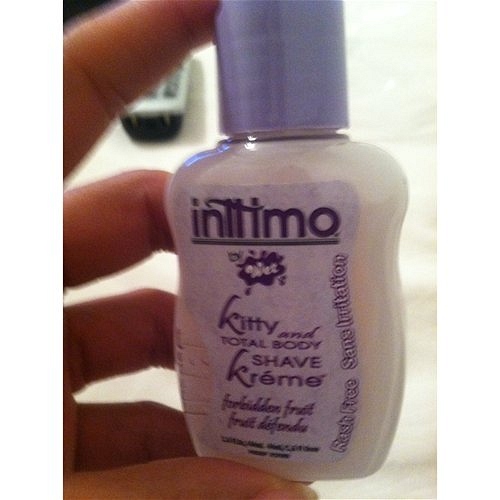 inttimo
by Wet
Kitty and
TOTAL BODY
SHAVE
Kréme
forbidden fruit
fruit défendu
Rash Free Sans Irritation